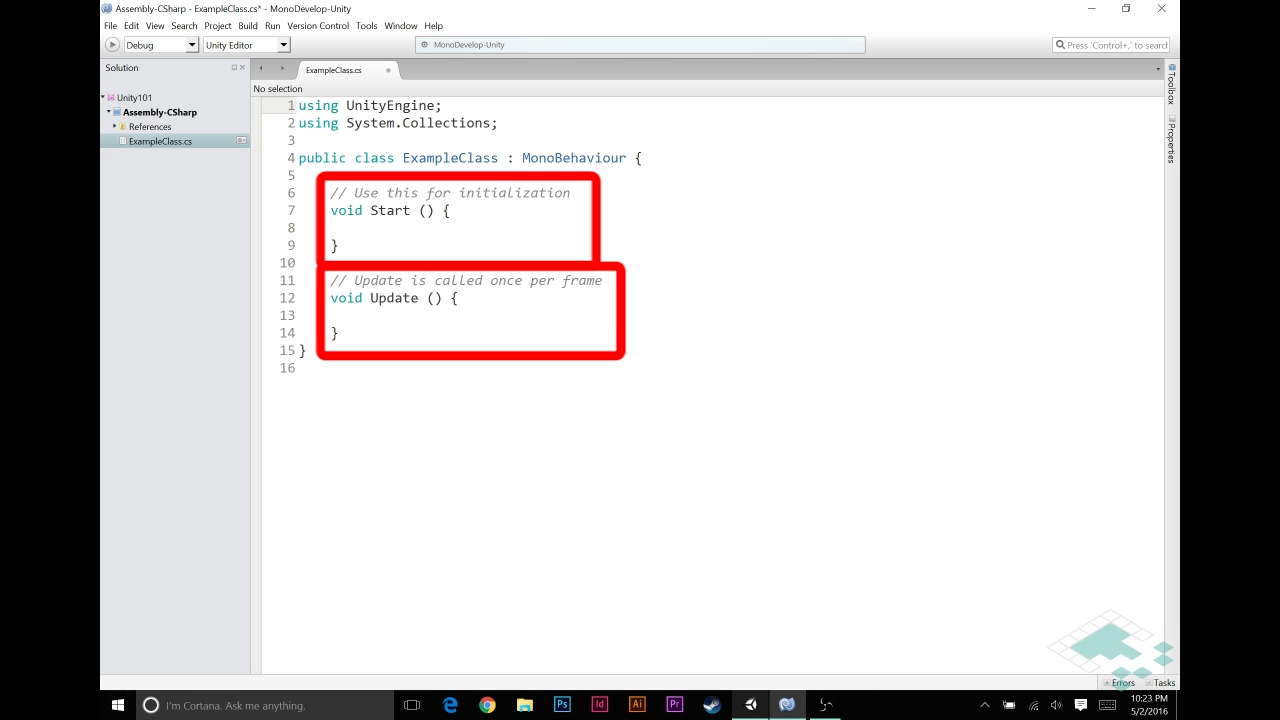 Assembly-CSharp - ExampleClass.cs* - MonoDevelop-Unity
File Edit View Search Project Build Run Version Control Tools Window Help
Debug Unity Editor MonoDevelop-Unity Press 'Control+,' to search
Solution
ExampleClass.cs
No selection
Unity101
Assembly-CSharp
References
ExampleClass.cs
1 using UnityEngine;
2 using System.Collections;
3
4 public class ExampleClass : MonoBehaviour {
5
6 // Use this for initialization
7 void Start () {
8
9 }
10
11 // Update is called once per frame
12 void Update () {
13
14 }
15 }
16
Toolbox
Properties
Errors Tasks
I'm Cortana. Ask me anything.
Ps Id Ai Pr
10:23 PM
5/2/2016